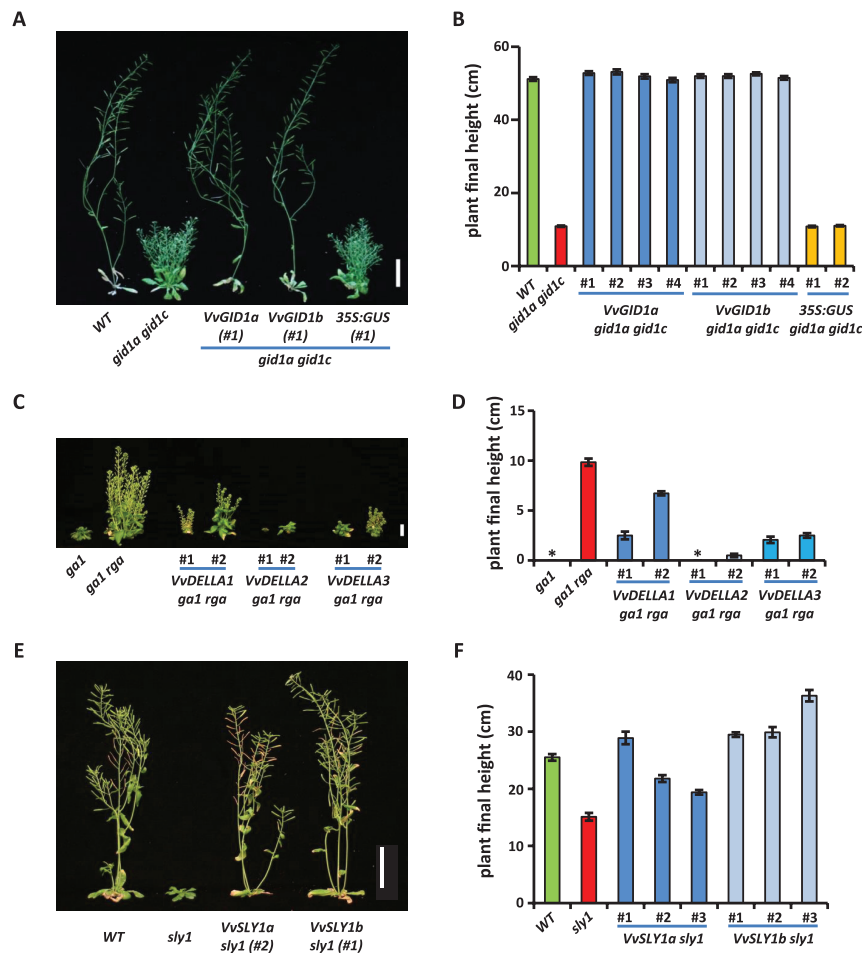 A
WT
gid1a gid1c
VvGID1a
(#1)
VvGID1b
(#1)
35S:GUS
(#1)
gid1a gid1c
B
plant final height (cm)
60
40
20
0
WT
gid1a gid1c
#1 #2 #3 #4 #1 #2 #3 #4 #1 #2
VvGID1a
gid1a gid1c
VvGID1b
gid1a gid1c
35S:GUS
gid1a gid1c
C
ga1
ga1 rga
#1 #2 #1 #2 #1 #2
VvDELLA1
ga1 rga
VvDELLA2
ga1 rga
VvDELLA3
ga1 rga
D
plant final height (cm)
15
10
5
0
* *
ga1
ga1 rga
#1 #2 #1 #2 #1 #2
VvDELLA1
ga1 rga
VvDELLA2
ga1 rga
VvDELLA3
ga1 rga
E
WT
sly1
VvSLY1a
sly1 (#2)
VvSLY1b
sly1 (#1)
F
plant final height (cm)
40
30
20
10
0
WT
sly1
#1 #2 #3 #1 #2 #3
VvSLY1a sly1
VvSLY1b sly1